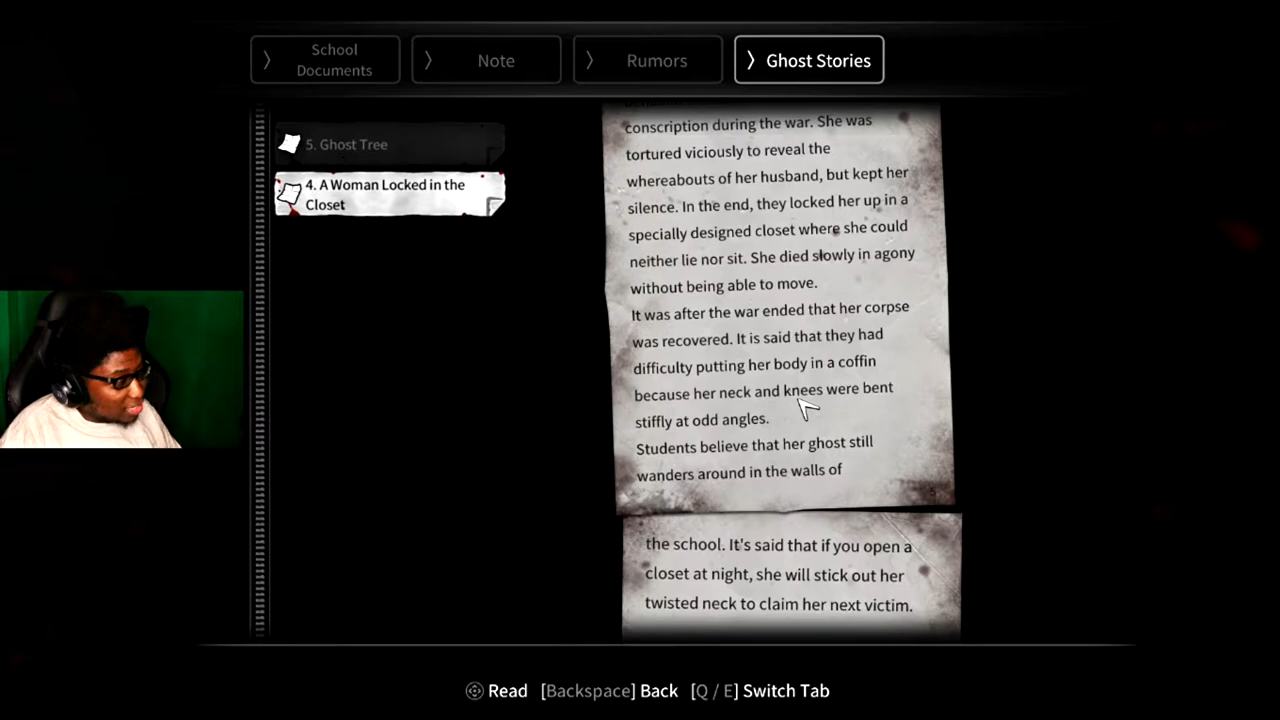 School
Documents
Note
Rumors
Ghost Stories
5. Ghost Tree
4. A Woman Locked in the
Closet
conscription during the war. She was
tortured viciously to reveal the
whereabouts of her husband, but kept her
silence. In the end, they locked her up in a
specially designed closet where she could
neither lie nor sit. She died slowly in agony
without being able to move.
It was after the war ended that her corpse
was recovered. It is said that they had
difficulty putting her body in a coffin
because her neck and knees were bent
stiffly at odd angles.
Students believe that her ghost still
wanders around in the walls of
the school. It's said that if you open a
closet at night, she will stick out her
twisted neck to claim her next victim.
Read [Backspace] Back [Q / E] Switch Tab